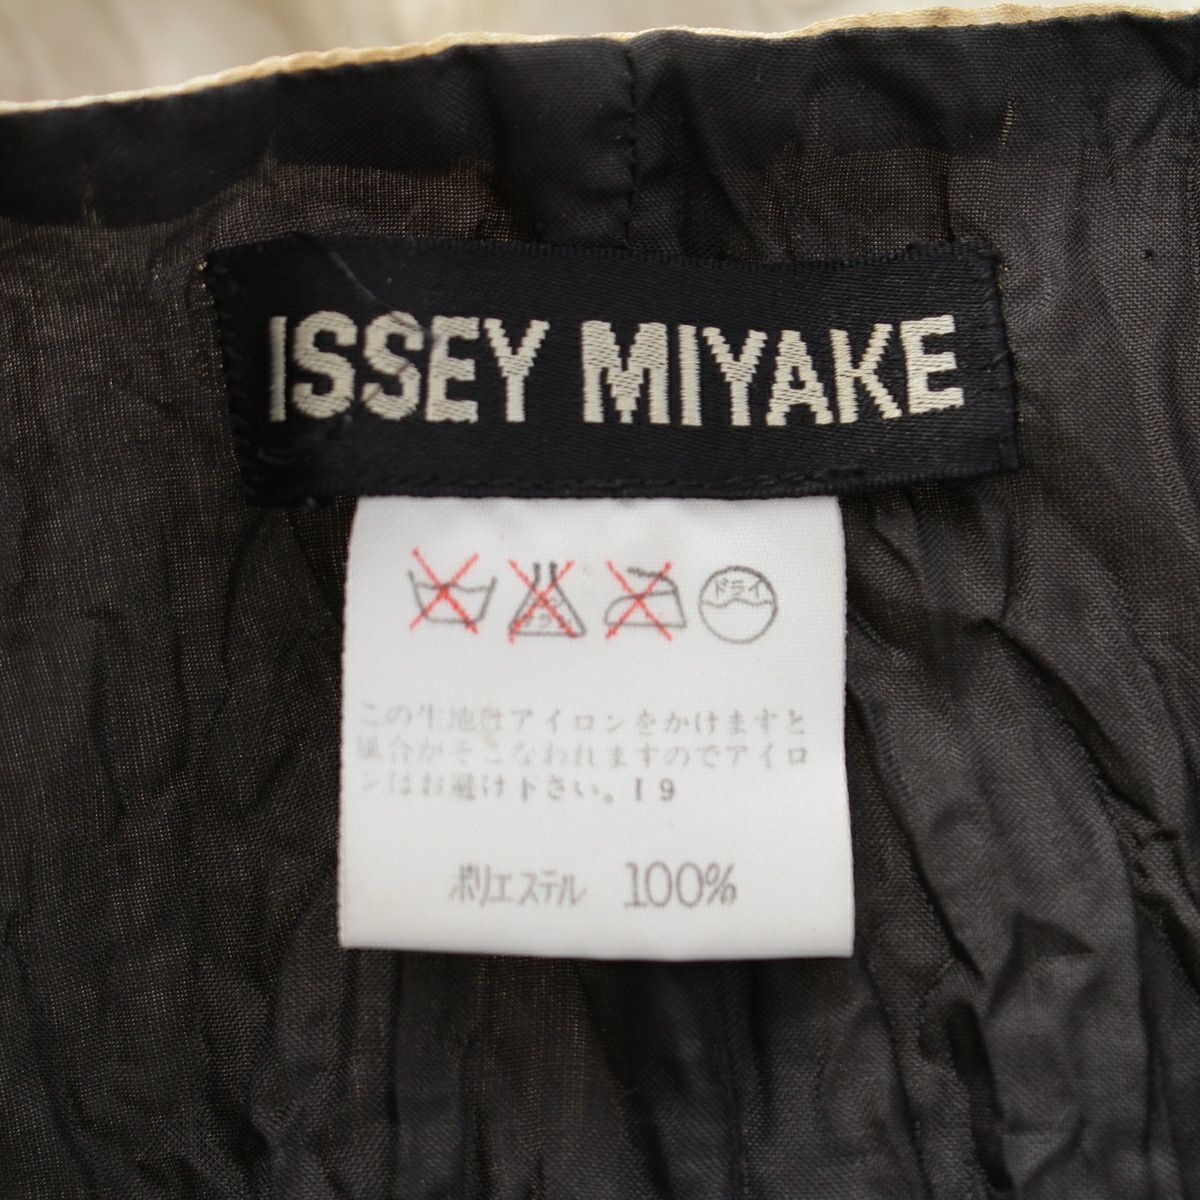 ISSEY MIYAKE
ドライ
この生地はアイロンをかけますと
風合がそこなわれますのでアイロ
ンはお避け下さい。I 9
ポリエステル 100%